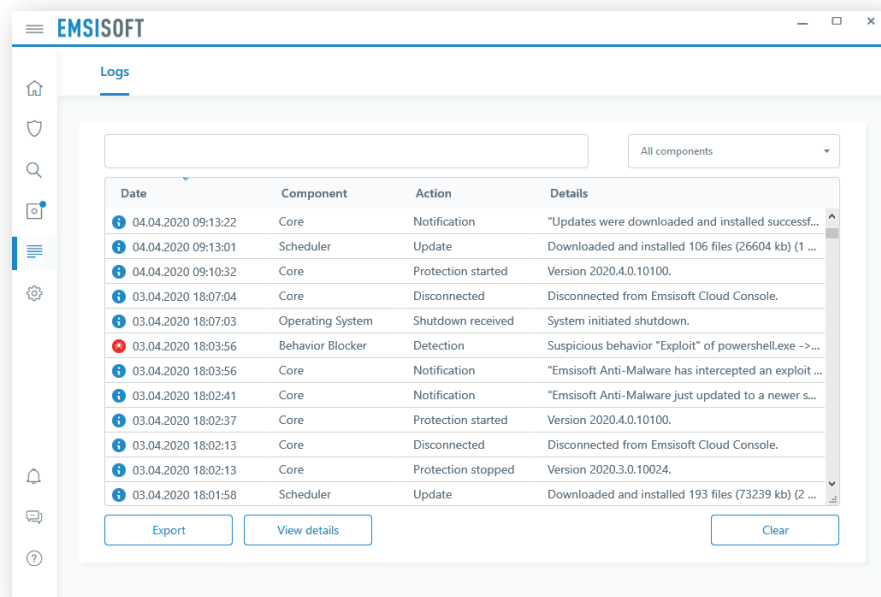 EMSISOFT
Logs
All components
Date Component Action Details
04.04.2020 09:13:22 Core Notification "Updates were downloaded and installed successf...
04.04.2020 09:13:01 Scheduler Update Downloaded and installed 106 files (26604 kb) (1 ...
04.04.2020 09:10:32 Core Protection started Version 2020.4.0.10100.
03.04.2020 18:07:04 Core Disconnected Disconnected from Emsisoft Cloud Console.
03.04.2020 18:07:03 Operating System Shutdown received System initiated shutdown.
03.04.2020 18:03:56 Behavior Blocker Detection Suspicious behavior "Exploit" of powershell.exe ->...
03.04.2020 18:03:56 Core Notification "Emsisoft Anti-Malware has intercepted an exploit ...
03.04.2020 18:02:41 Core Notification "Emsisoft Anti-Malware just updated to a newer s...
03.04.2020 18:02:37 Core Protection started Version 2020.4.0.10100.
03.04.2020 18:02:13 Core Disconnected Disconnected from Emsisoft Cloud Console.
03.04.2020 18:02:13 Core Protection stopped Version 2020.3.0.10024.
03.04.2020 18:01:58 Scheduler Update Downloaded and installed 193 files (73239 kb) (2 ...
Export View details Clear